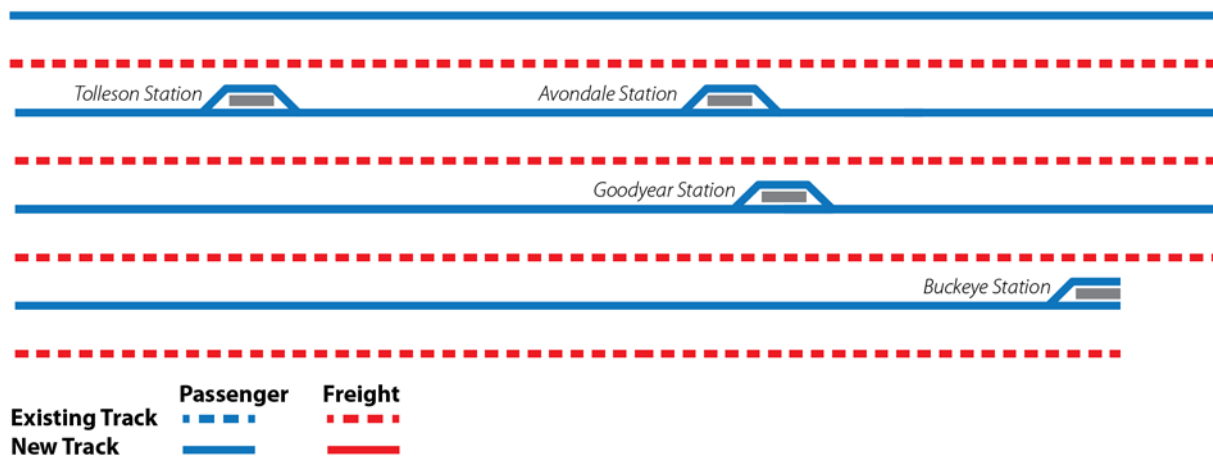 Tolleson Station
Avondale Station
Goodyear Station
Buckeye Station
Passenger Freight
Existing Track
New Track